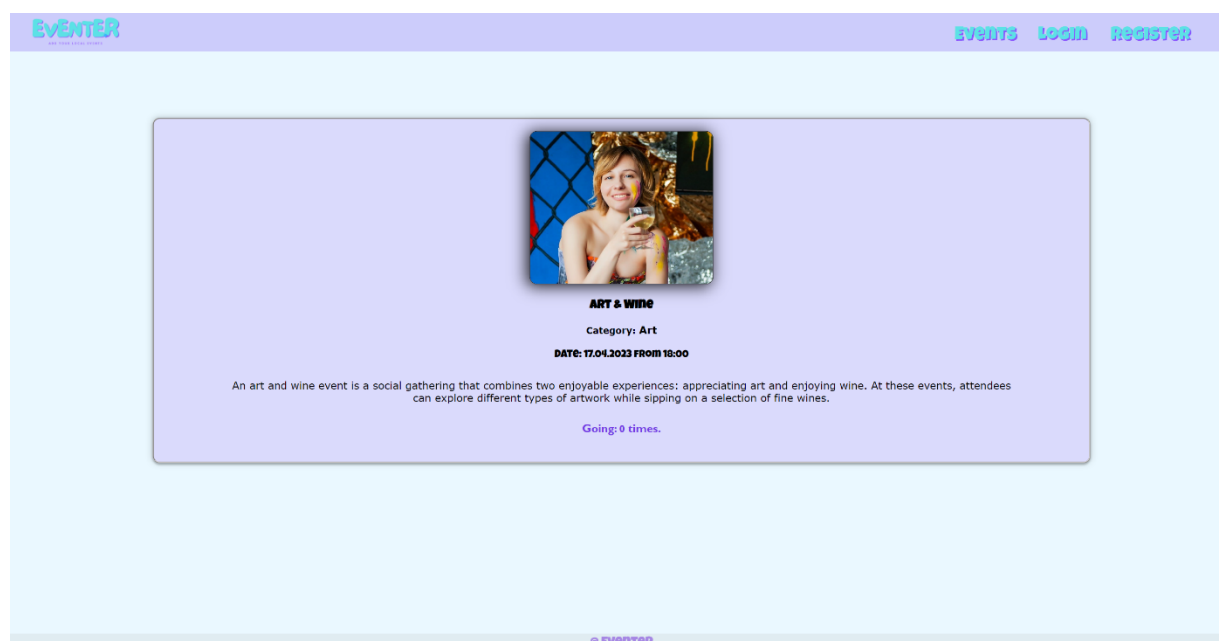 EVENTER
Events Login Register
Art & Wine
Category: Art
Date: 17.04.2023 from 18:00
An art and wine event is a social gathering that combines two enjoyable experiences: appreciating art and enjoying wine. At these events, attendees
can explore different types of artwork while sipping on a selection of fine wines.
Going: 0 times.
© Eventer